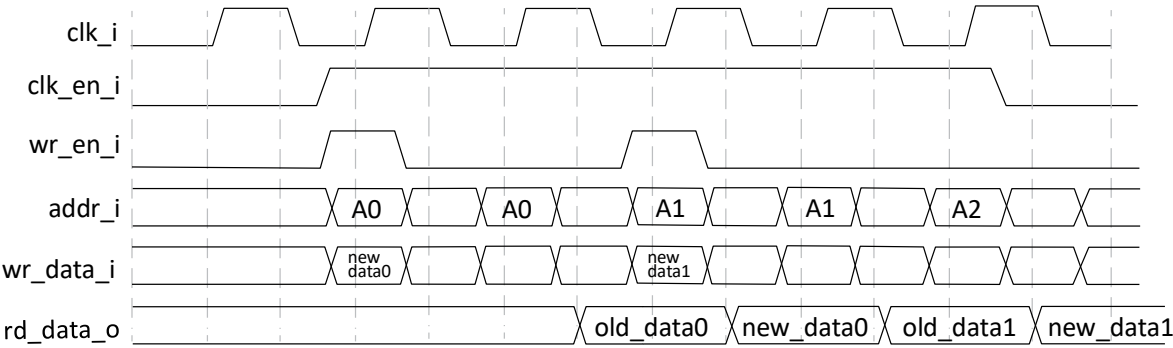 clk_i
clk_en_i
wr_en_i
addr_i A0 A0 A1 A1 A2
wr_data_i new data0 new data1
rd_data_o old_data0 new_data0 old_data1 new_data1